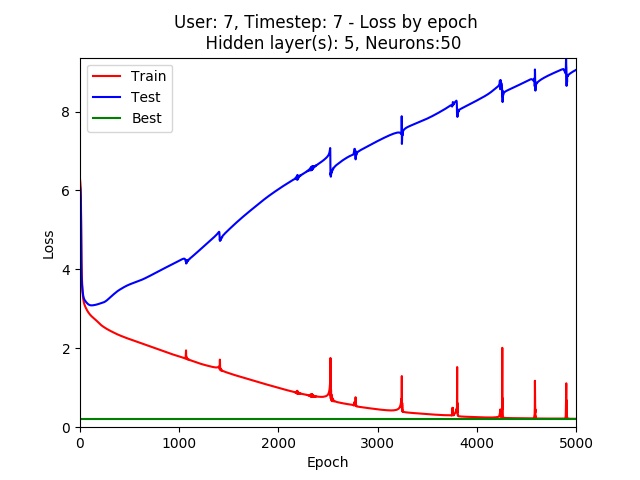 User: 7, Timestep: 7 - Loss by epoch
Hidden layer(s): 5, Neurons:50
Train
Test
Best
Loss
8
6
4
2
0
0 1000 2000 3000 4000 5000
Epoch